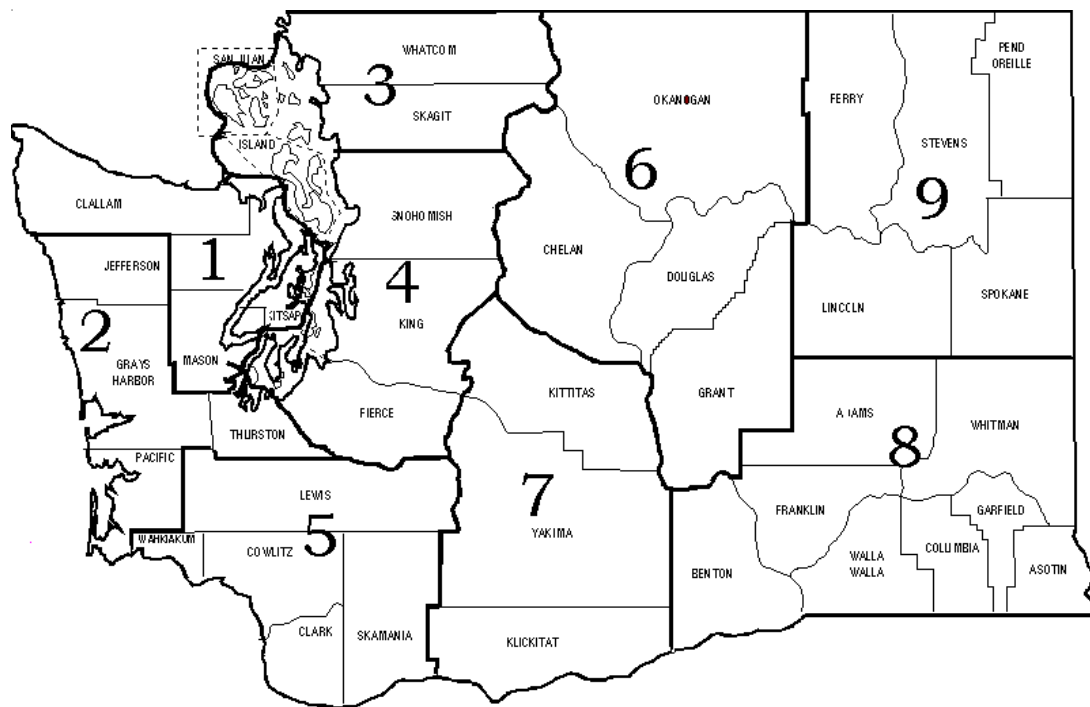 SAN JUAN
WHATCOM
3
SKAGIT
ISLAND
OKANOGAN
6
FERRY
PEND
OREILLE
STEVENS
9
CLALLAM
JEFFERSON
1
2
SNOHOMISH
4
KING
KITSAP
MASON
GRAYS
HARBOR
CHELAN
DOUGLAS
LINCCLN
SPOKANE
THURSTON
FIERCE
KITTITAS
GRANT
ADAMS
8
WHITMAN
PACIFIC
LEWIS
5
7
YAKIMA
FRANKLIN
GARFIELD
WAHKIAKUM
COWLITZ
BENTON
WALLA
WALLA
COLUMBIA
ASOTIN
CLARK
SKAMANIA
KLICKITAT